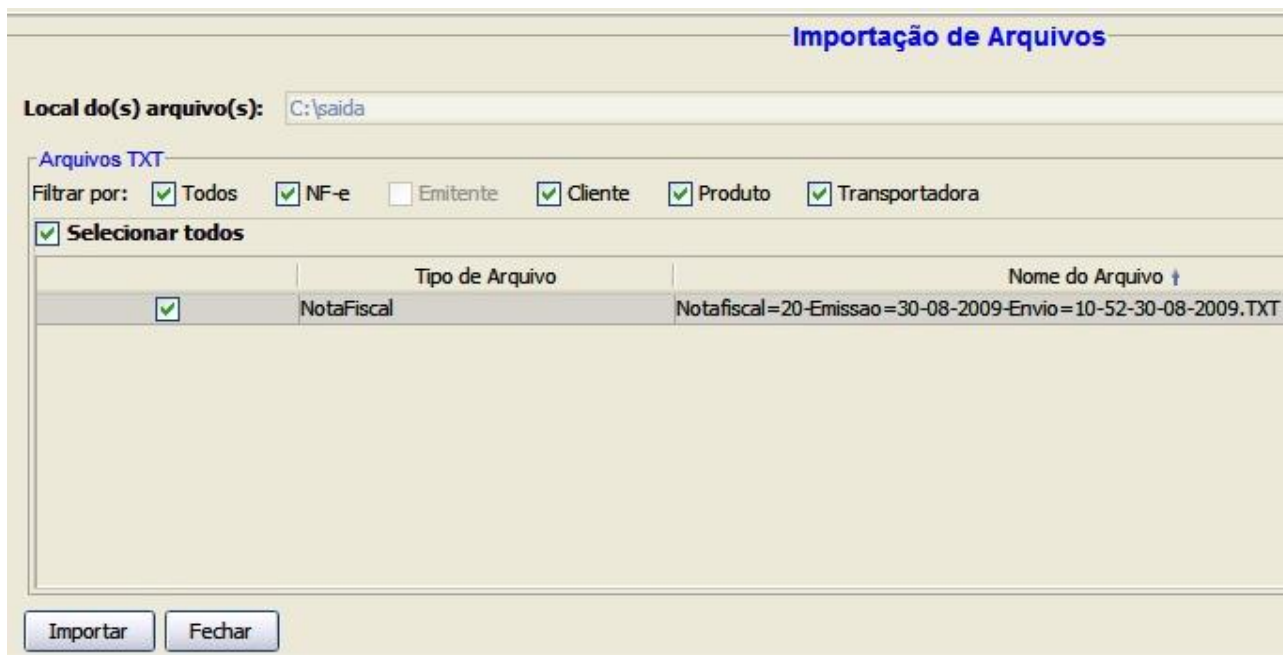 Importação de Arquivos
Local do(s) arquivo(s): C:\saida
Arquivos TXT
Filtrar por: Todos NF-e Emitente Cliente Produto Transportadora
Selecionar todos
Tipo de Arquivo Nome do Arquivo
NotaFiscal Notafiscal=20-Emissao=30-08-2009-Envio=10-52-30-08-2009.TXT
Importar Fechar